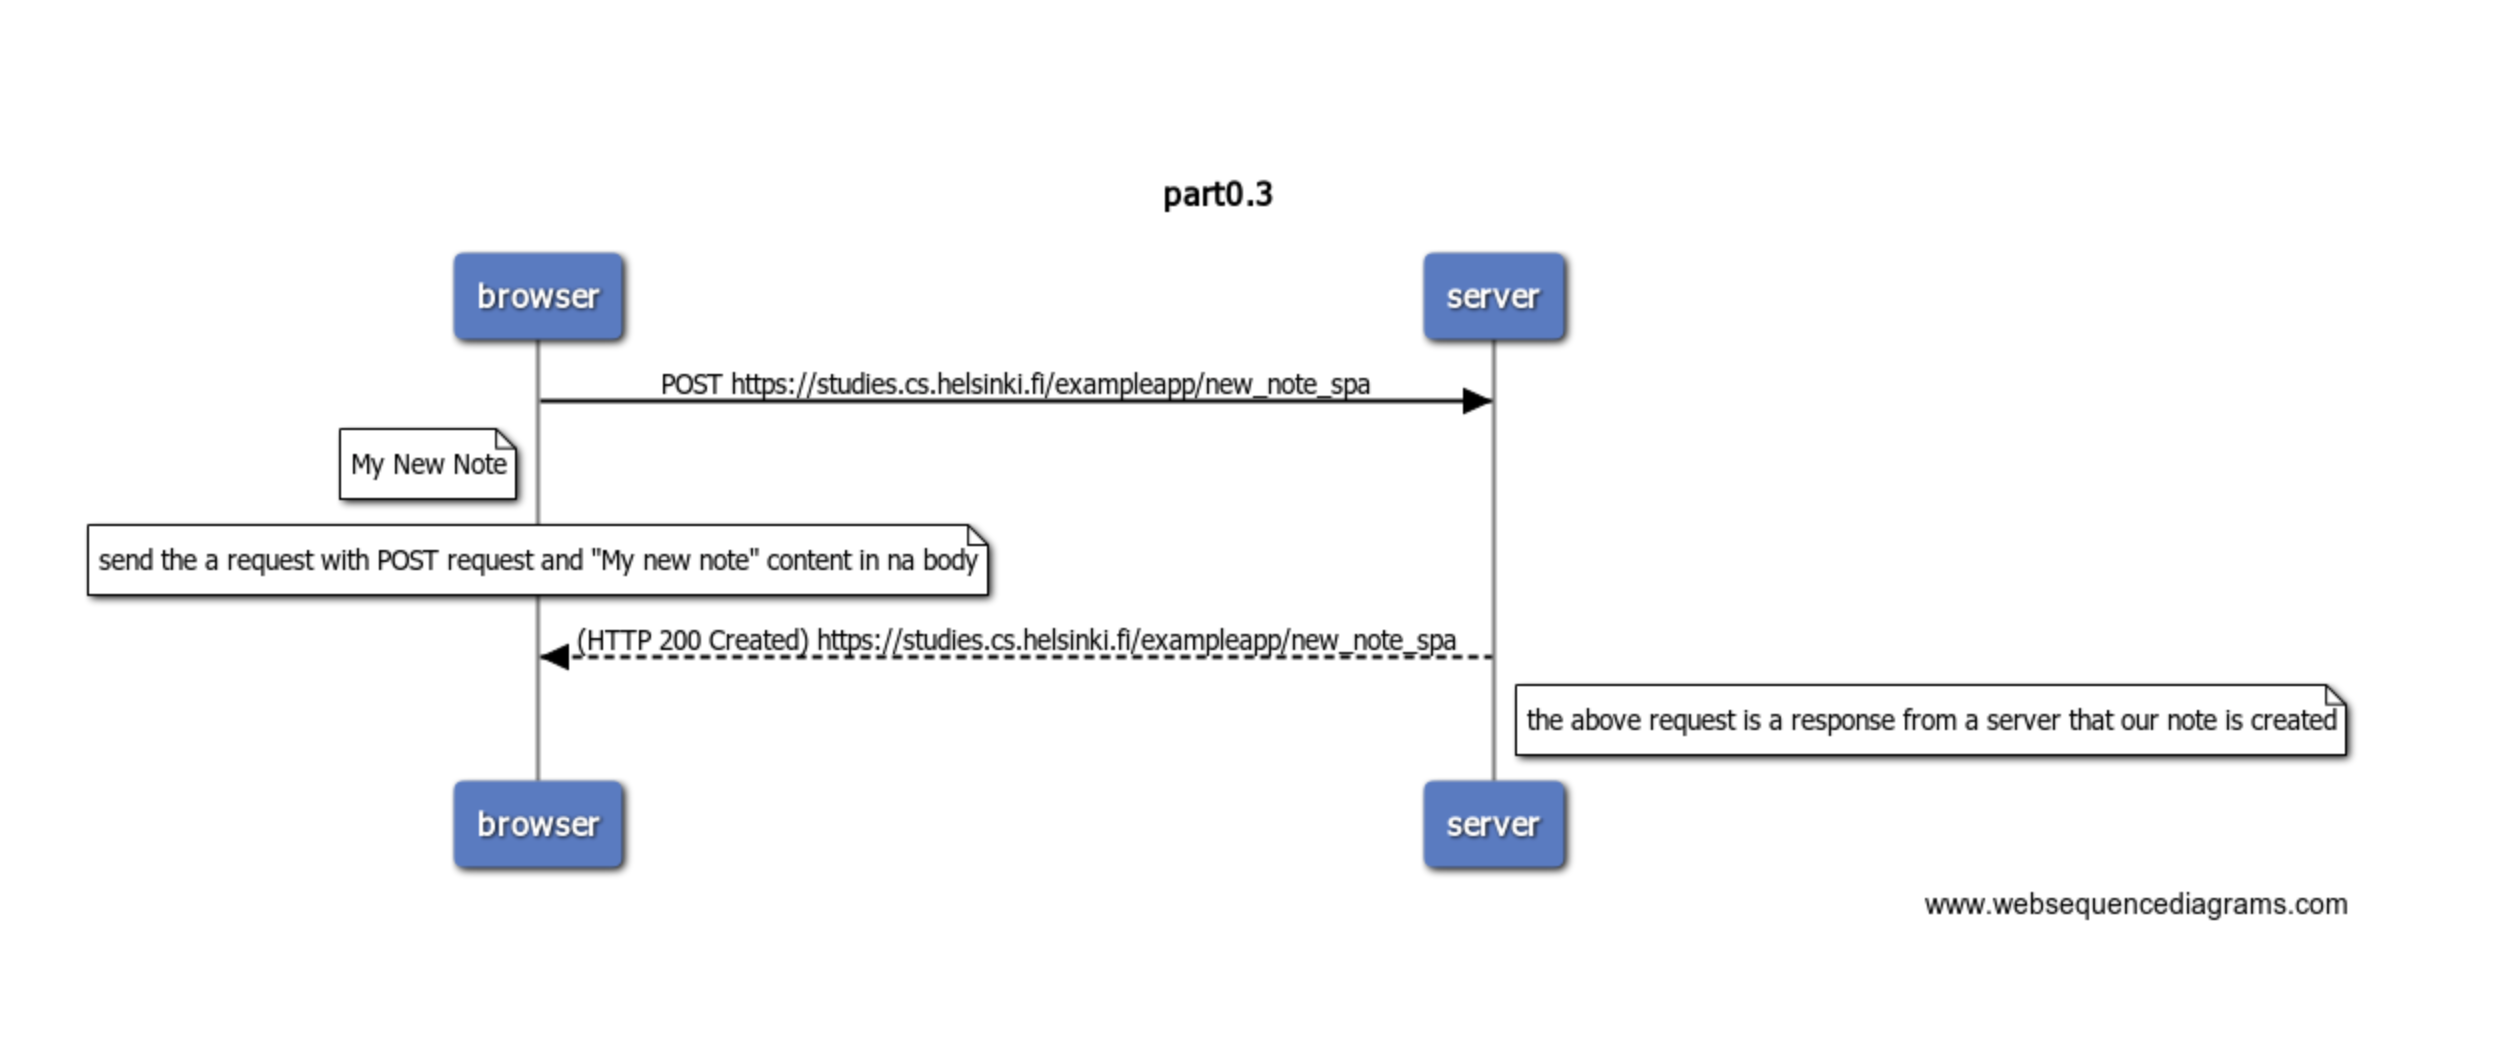 part0.3
browser
server
POST https://studies.cs.helsinki.fi/exampleapp/new_note_spa
My New Note
send the a request with POST request and "My new note" content in na body
(HTTP 200 Created) https://studies.cs.helsinki.fi/exampleapp/new_note_spa
the above request is a response from a server that our note is created
browser
server
www.websequencediagrams.com